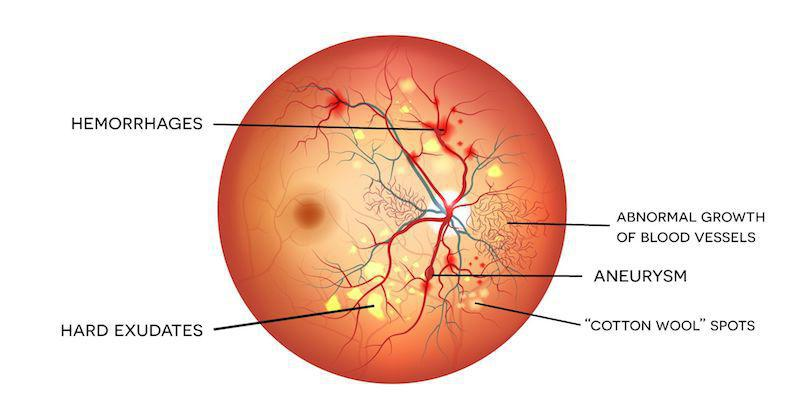 HEMORRHAGES
ABNORMAL GROWTH
OF BLOOD VESSELS
ANEURYSM
"COTTON WOOL" SPOTS
HARD EXUDATES